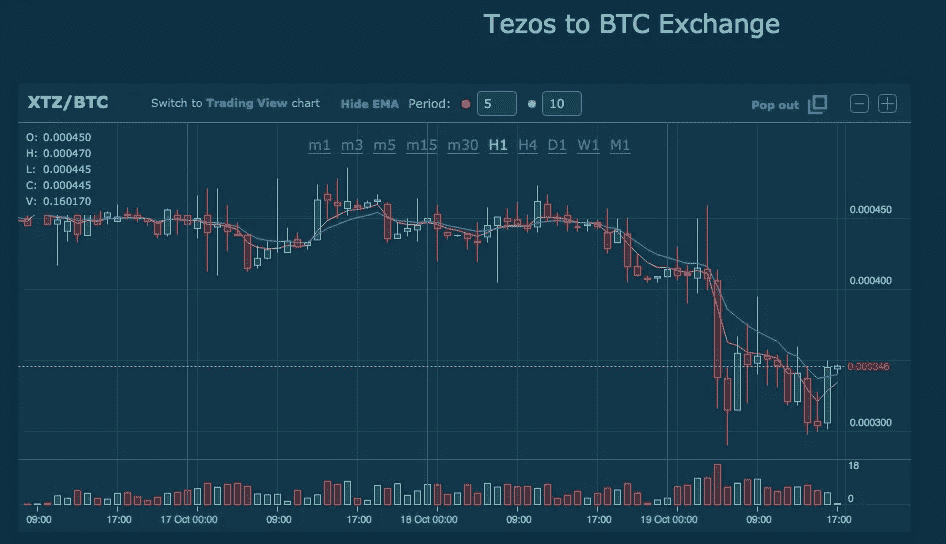 Tezos to BTC Exchange
XTZ/BTC Switch to Trading View chart Hide EMA Period: 5 10 Pop out
O: 0.000450
H: 0.000470
L: 0.000445
C: 0.000445
V: 0.160170
m1 m3 m5 m15 m30 H1 H4 D1 W1 M1
0.000450
0.000400
0.000346
0.000300
18
0
09:00 17:00 17 Oct 00:00 09:00 17:00 18 Oct 00:00 09:00 17:00 19 Oct 00:00 09:00 17:00